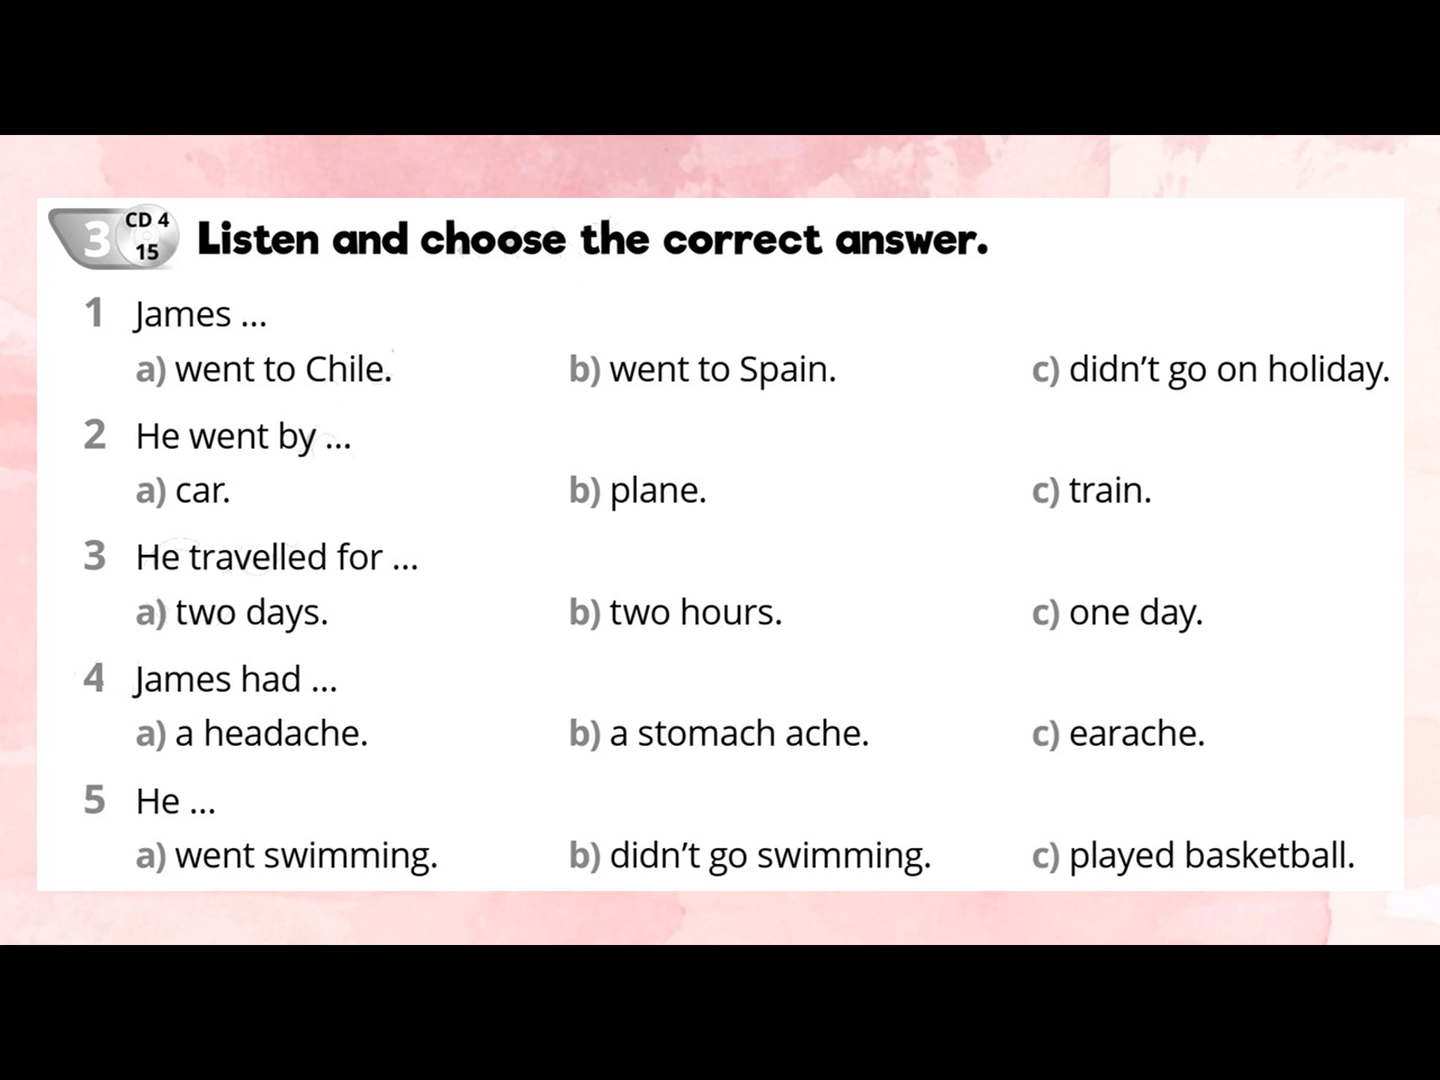 3 CD 4 15 Listen and choose the correct answer.
1 James ...
a) went to Chile. b) went to Spain. c) didn’t go on holiday.
2 He went by ...
a) car. b) plane. c) train.
3 He travelled for ...
a) two days. b) two hours. c) one day.
4 James had ...
a) a headache. b) a stomach ache. c) earache.
5 He ...
a) went swimming. b) didn’t go swimming. c) played basketball.